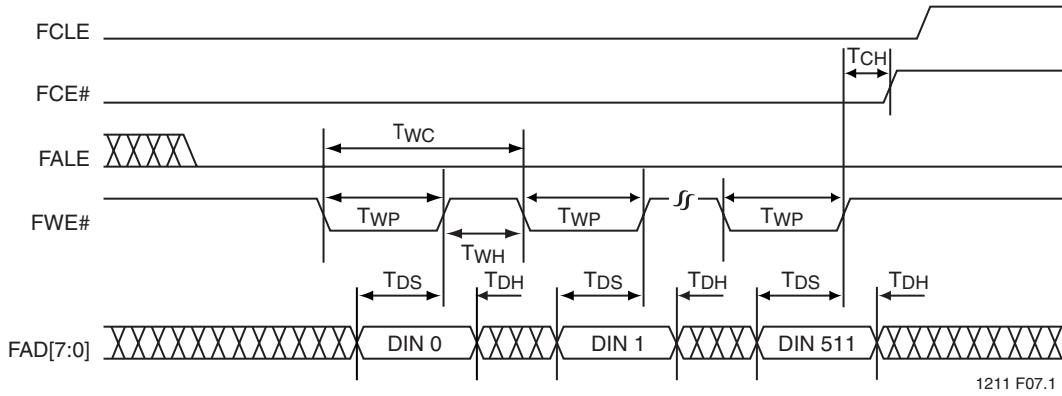 FCLE
TCH
FCE#
TWC
FALE
FWE#
TWP TWP TWP
TWH
TDS TDH TDS TDH TDS TDH
FAD[7:0] DIN 0 DIN 1 DIN 511
1211 F07.1